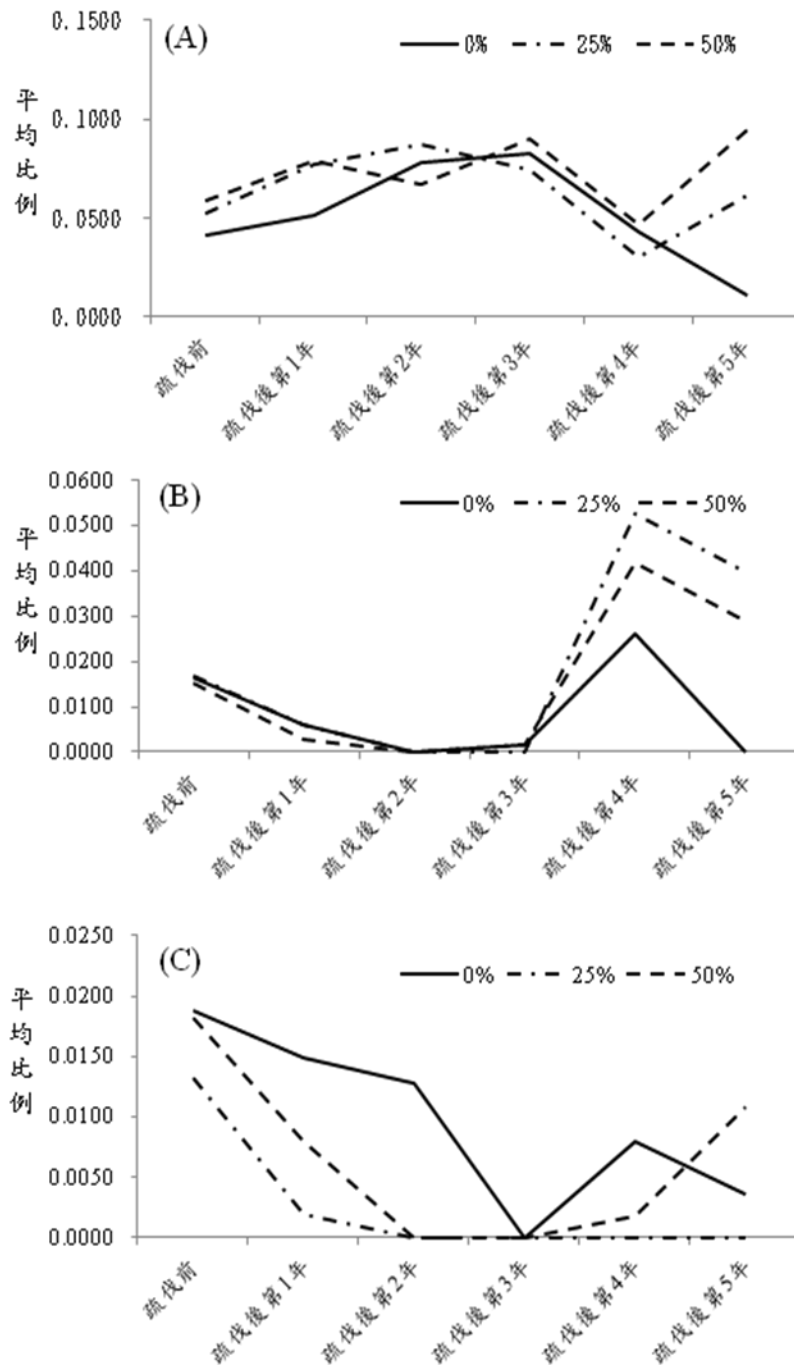 (A)
0% 25% 50%
平均比例
0.1500
0.1000
0.0500
0.0000
疏伐前
疏伐後第1年
疏伐後第2年
疏伐後第3年
疏伐後第4年
疏伐後第5年
(B)
0% 25% 50%
平均比例
0.0600
0.0500
0.0400
0.0300
0.0200
0.0100
0.0000
疏伐前
疏伐後第1年
疏伐後第2年
疏伐後第3年
疏伐後第4年
疏伐後第5年
(C)
0% 25% 50%
平均比例
0.0250
0.0200
0.0150
0.0100
0.0050
0.0000
疏伐前
疏伐後第1年
疏伐後第2年
疏伐後第3年
疏伐後第4年
疏伐後第5年